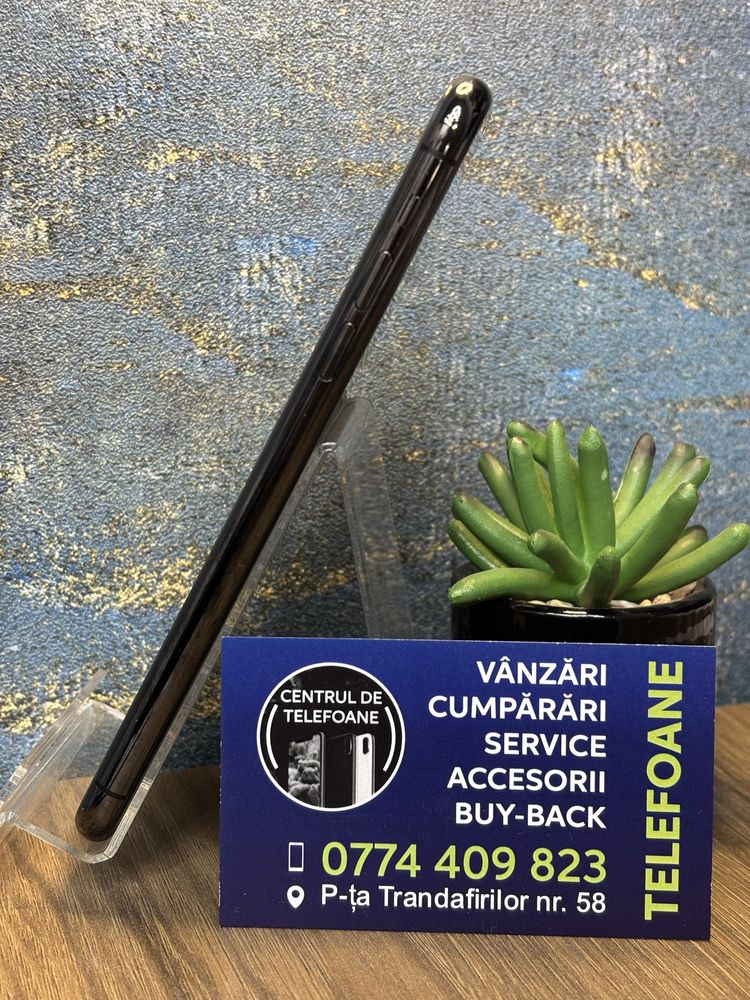 CENTRUL DE
TELEFOANE
VÂNZĂRI
CUMPĂRĂRI
SERVICE
ACCESORII
BUY-BACK
TELEFOANE
0774 409 823
P-ța Trandafirilor nr. 58